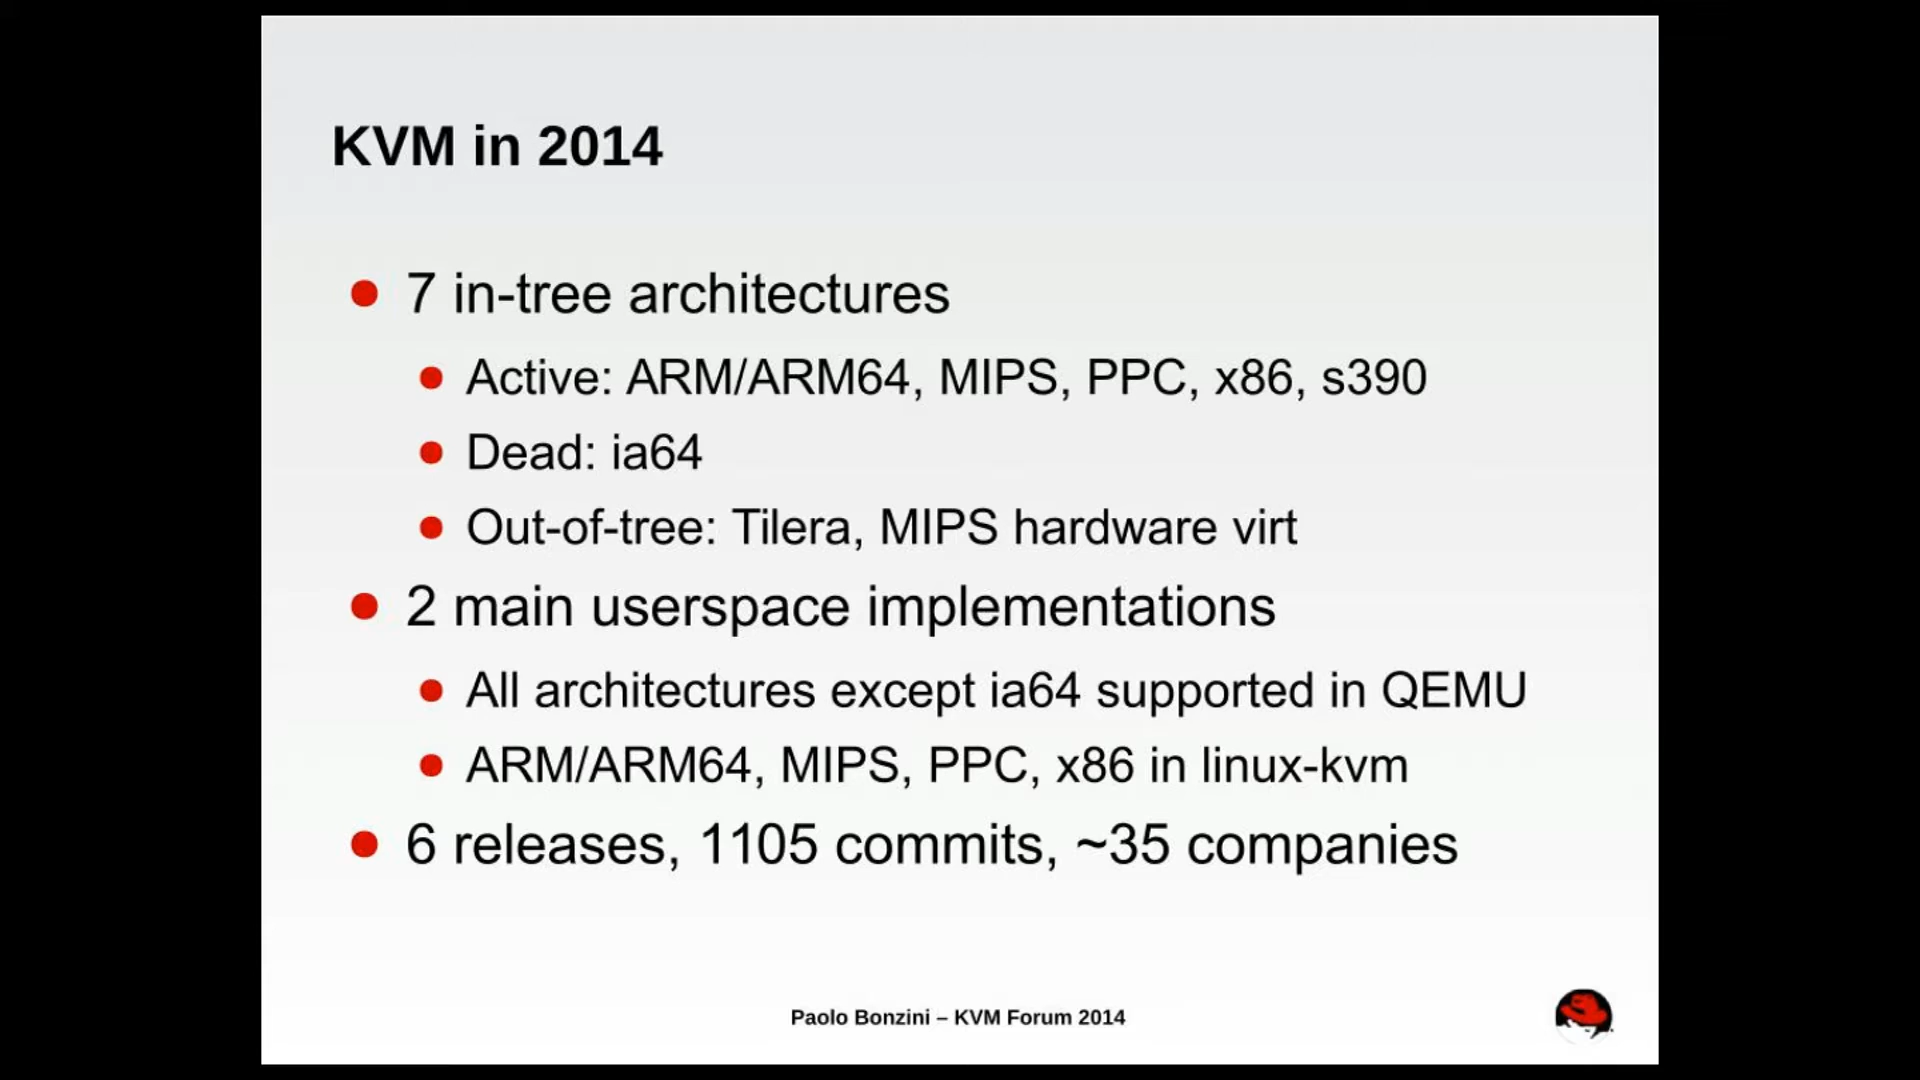 KVM in 2014
7 in-tree architectures
Active: ARM/ARM64, MIPS, PPC, x86, s390
Dead: ia64
Out-of-tree: Tilera, MIPS hardware virt
2 main userspace implementations
All architectures except ia64 supported in QEMU
ARM/ARM64, MIPS, PPC, x86 in linux-kvm
6 releases, 1105 commits, ~35 companies
Paolo Bonzini – KVM Forum 2014